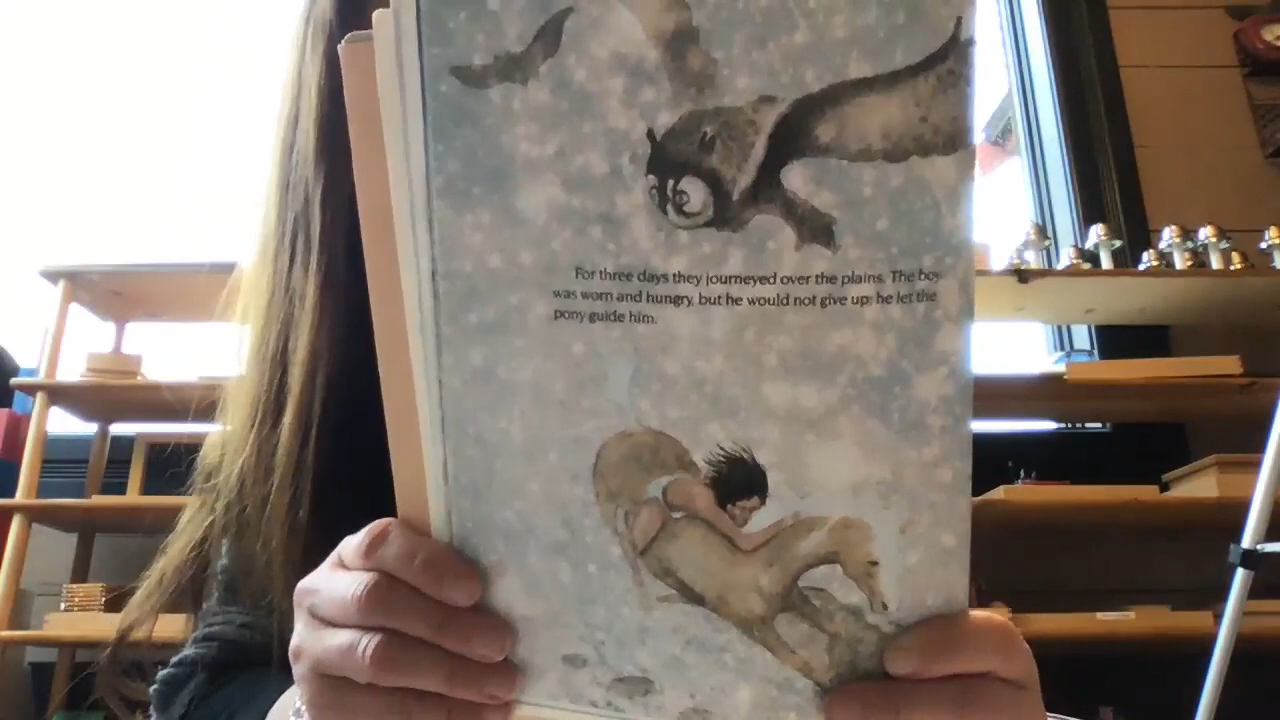 For three days they journeyed over the plains. The boy
was worn and hungry, but he would not give up; he let the
pony guide him.